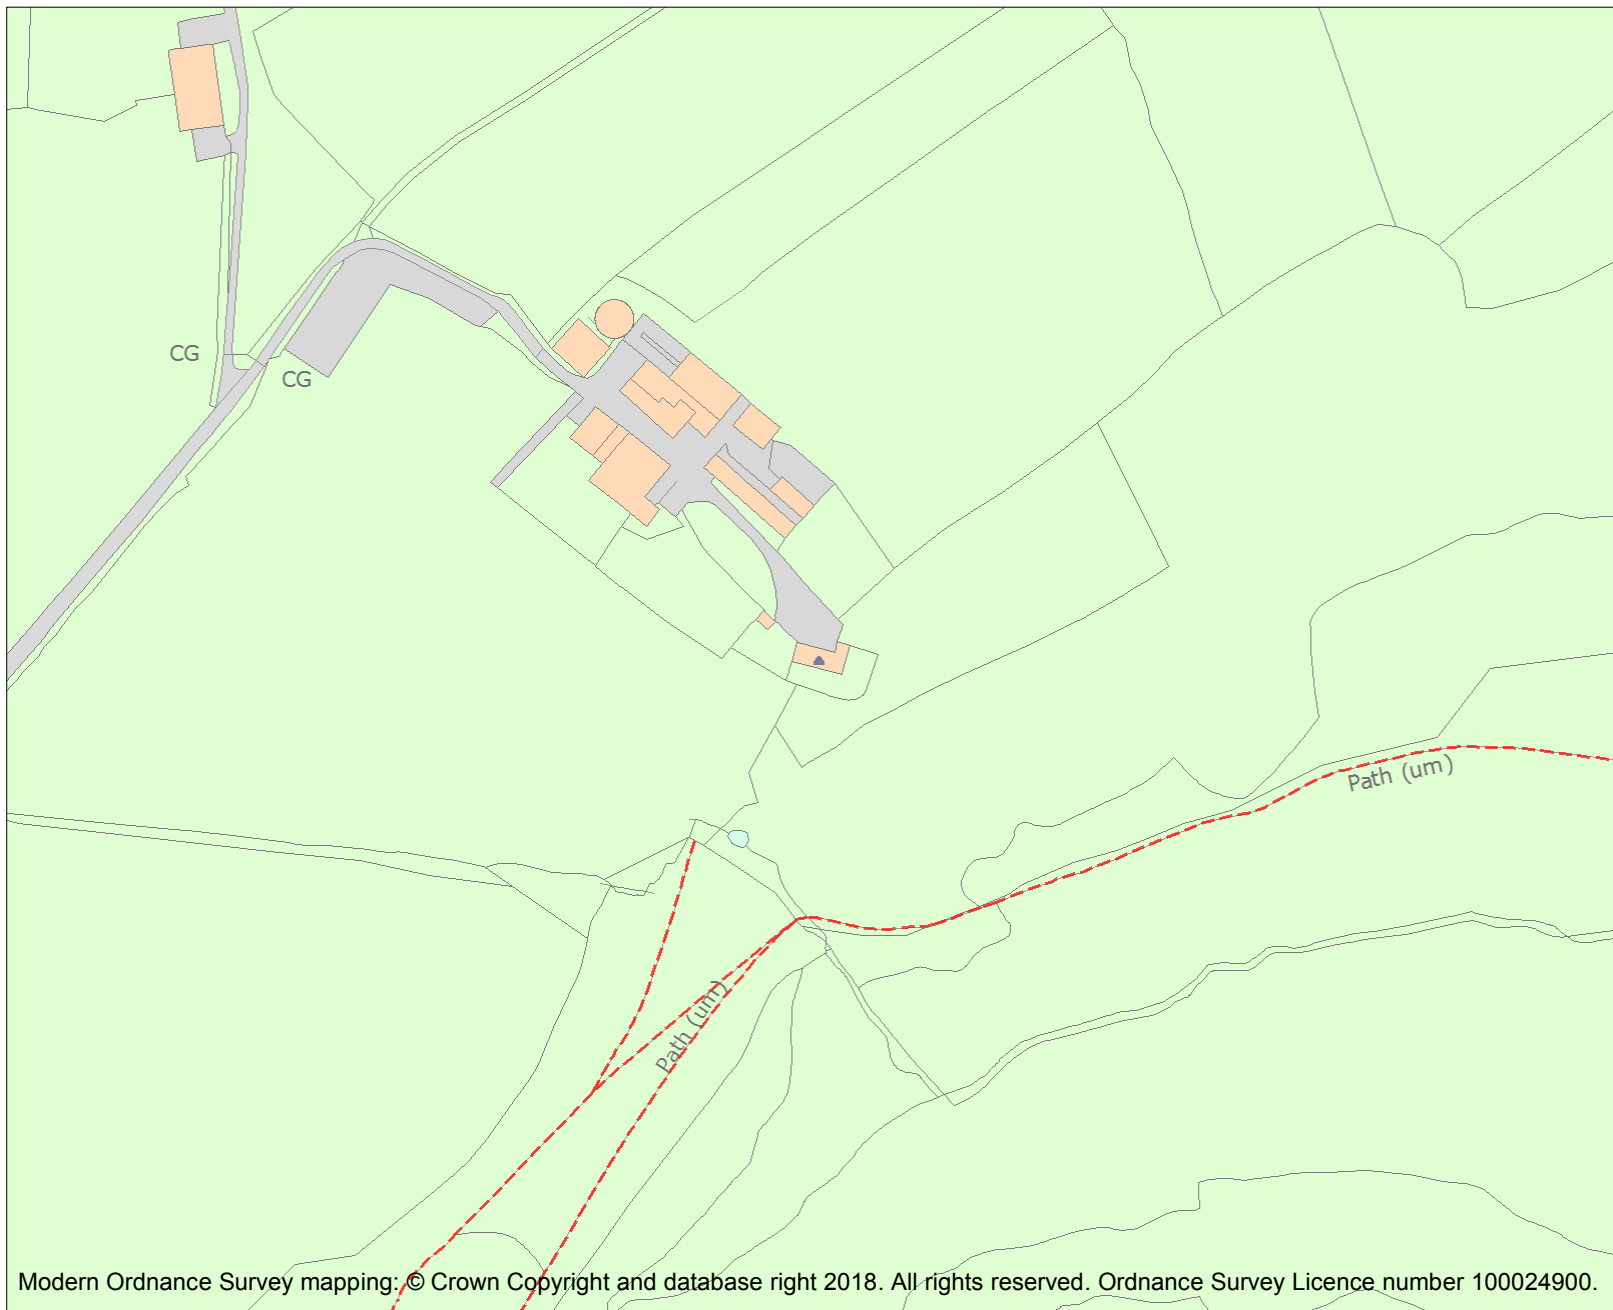 CG
CG
Path (um)
Path (um)
Modern Ordnance Survey mapping: © Crown Copyright and database right 2018. All rights reserved. Ordnance Survey Licence number 100024900.